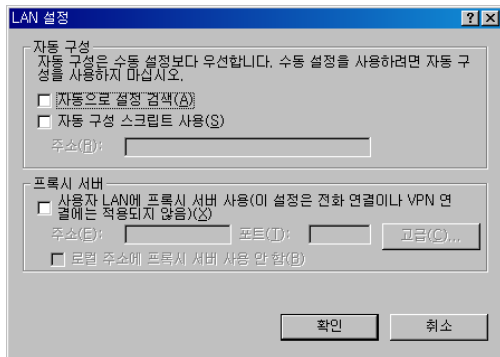 LAN 설정
자동 구성
자동 구성은 수동 설정보다 우선합니다. 수동 설정을 사용하려면 자동 구
성을 사용하지 마십시오.
자동으로 설정 검색(A)
자동 구성 스크립트 사용(S)
주소(R):
프록시 서버
사용자 LAN에 프록시 서버 사용(이 설정은 전화 연결이나 VPN 연
결에는 적용되지 않음)(X)
주소(E): 포트(T): 고급(C)...
로컬 주소에 프록시 서버 사용 안 함(B)
확인 취소